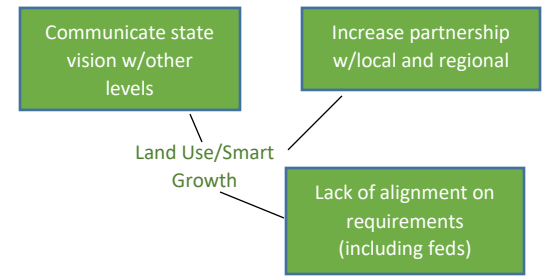 Communicate state
vision w/other
levels
Increase partnership
w/local and regional
Land Use/Smart
Growth
Lack of alignment on
requirements
(including feds)